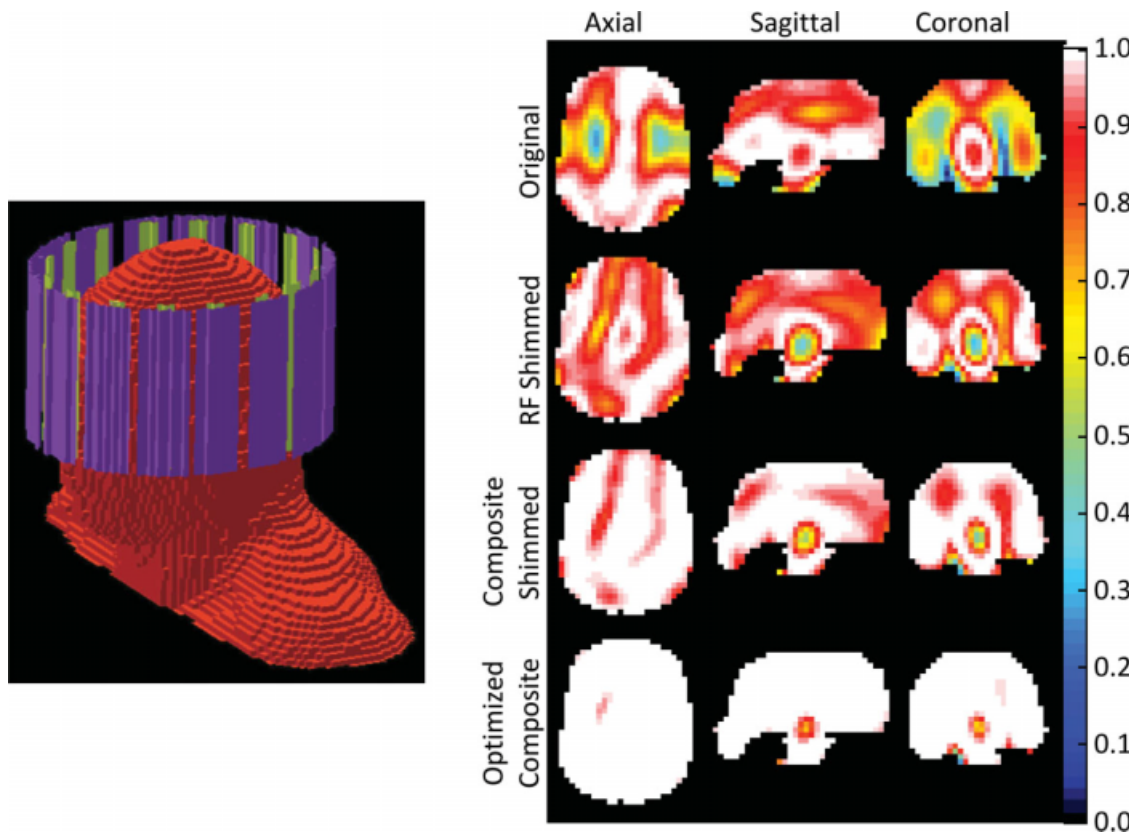 Axial Sagittal Coronal
Original
RF Shimmed
Composite
Shimmed
Optimized
Composite
1.0
0.9
0.8
0.7
0.6
0.5
0.4
0.3
0.2
0.1
0.0